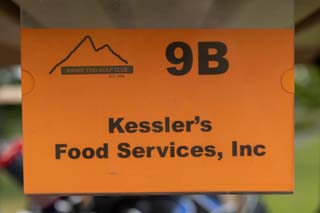 9B
Kessler's
Food Services, Inc